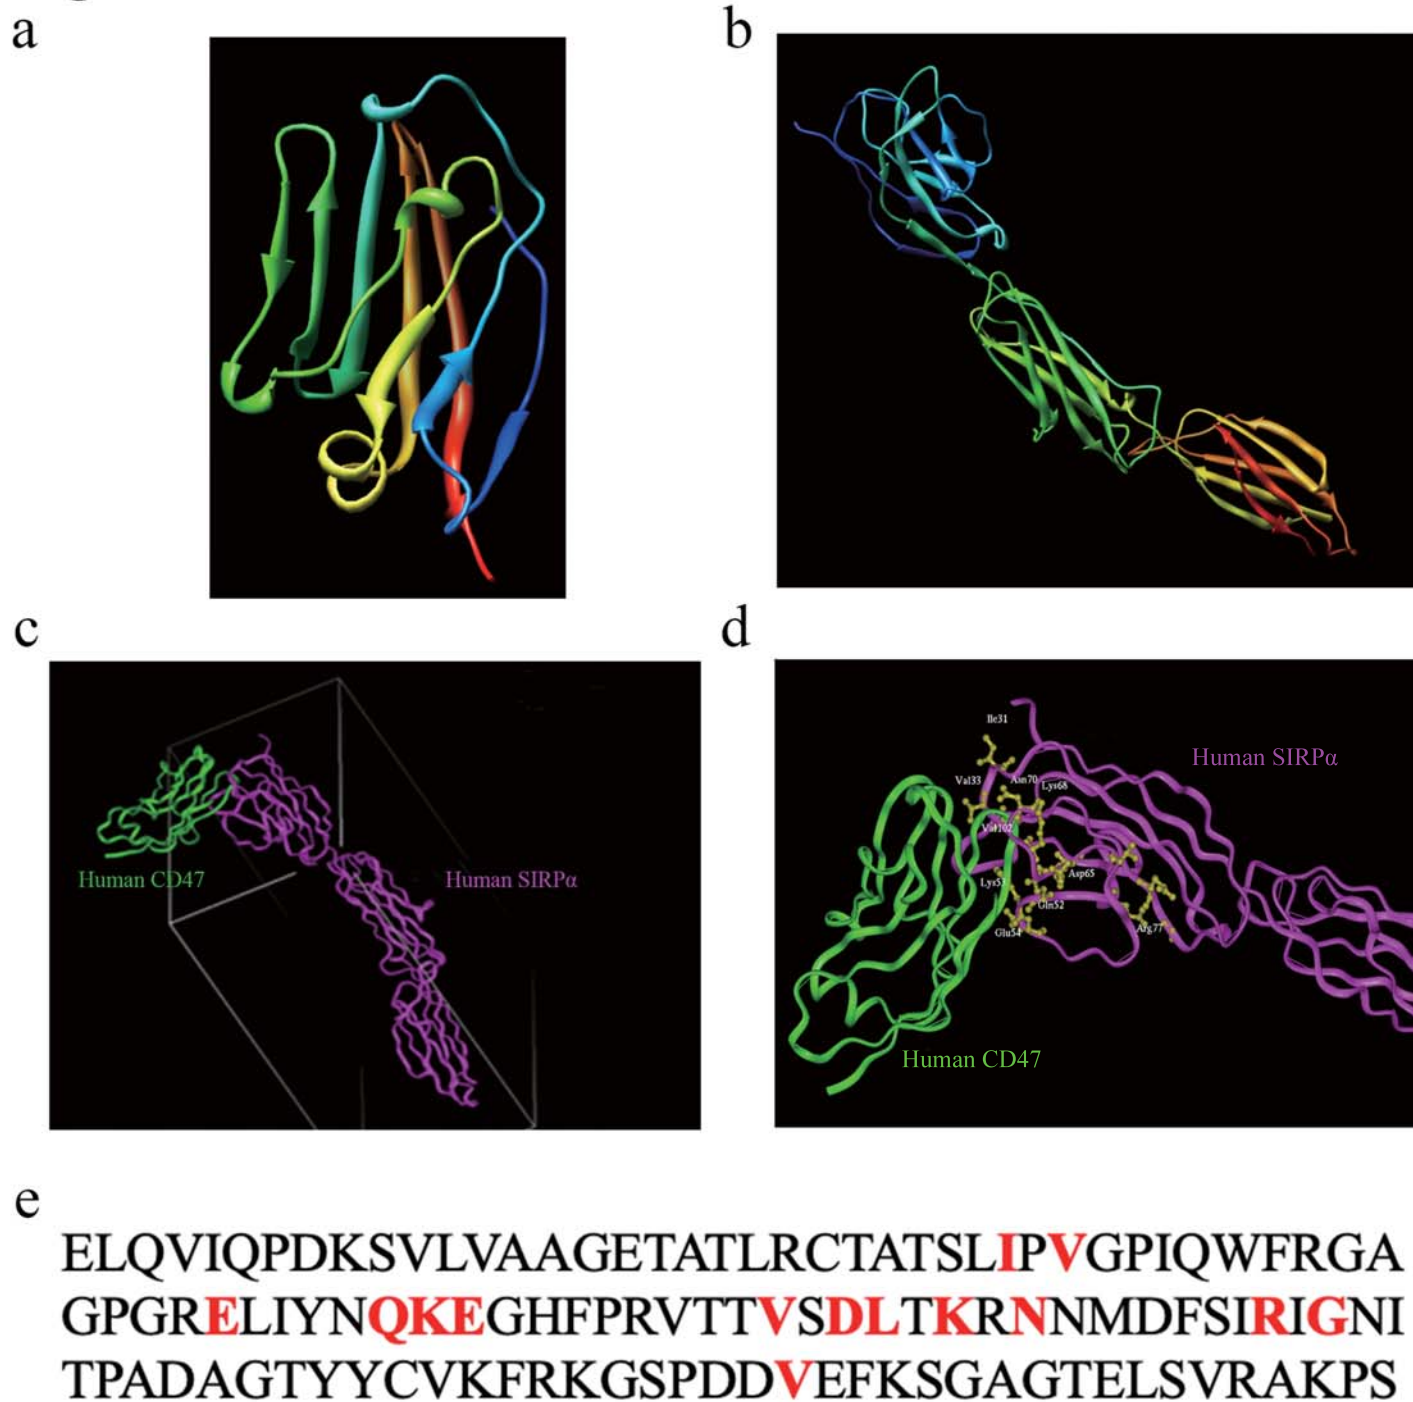 a
b
c
Human CD47
Human SIRPα
d
Ile31
Human SIRPα
Val33
Asn70
Lys68
Val102
Lys53
Asp65
Gln52
Glu54
Arg77
Human CD47
e
ELQVIQPDKSVLVAAGETATLRCTATSLIPVGPIQWFRGA
GPGRELIYNQKEGHFPRVTTVSDLTKRNNMDFSIRIGNI
TPADAGTYYCVKFRKGSPDDVEFKSGAGTELSVRAKPS